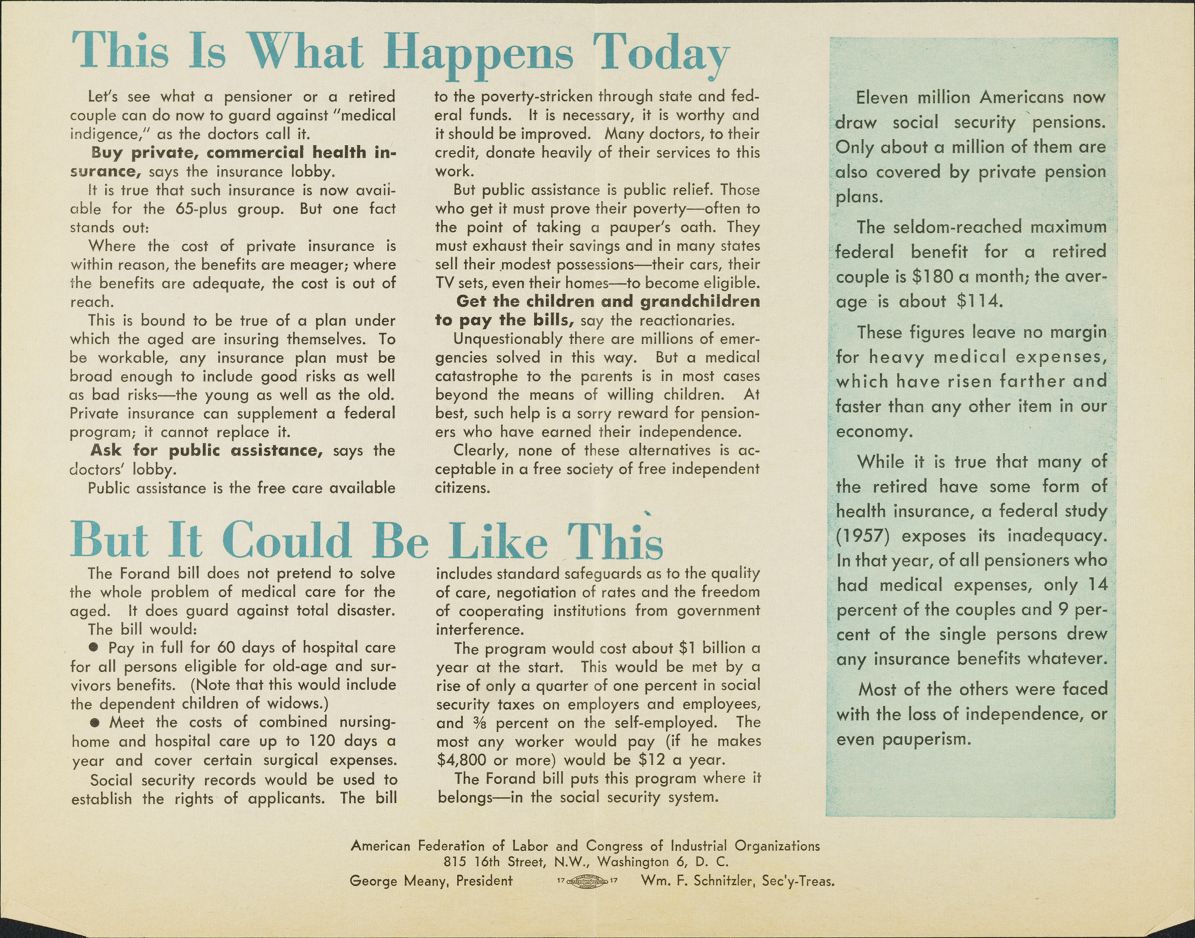 This Is What Happens Today
Let's see what a pensioner or a retired
couple can do now to guard against "medical
indigence," as the doctors call it.
Buy private, commercial health in-
surance, says the insurance lobby.
It is true that such insurance is now avail-
able for the 65-plus group. But one fact
stands out:
Where the cost of private insurance is
within reason, the benefits are meager; where
the benefits are adequate, the cost is out of
reach.
This is bound to be true of a plan under
which the aged are insuring themselves. To
be workable, any insurance plan must be
broad enough to include good risks as well
as bad risks—the young as well as the old.
Private insurance can supplement a federal
program; it cannot replace it.
Ask for public assistance, says the
doctors' lobby.
Public assistance is the free care available
to the poverty-stricken through state and fed-
eral funds. It is necessary, it is worthy and
it should be improved. Many doctors, to their
credit, donate heavily of their services to this
work.
But public assistance is public relief. Those
who get it must prove their poverty—often to
the point of taking a pauper's oath. They
must exhaust their savings and in many states
sell their modest possessions—their cars, their
TV sets, even their homes—to become eligible.
Get the children and grandchildren
to pay the bills, say the reactionaries.
Unquestionably there are millions of emer-
gencies solved in this way. But a medical
catastrophe to the parents is in most cases
beyond the means of willing children. At
best, such help is a sorry reward for pension-
ers who have earned their independence.
Clearly, none of these alternatives is ac-
ceptable in a free society of free independent
citizens.
But It Could Be Like This
The Forand bill does not pretend to solve
the whole problem of medical care for the
aged. It does guard against total disaster.
The bill would:
● Pay in full for 60 days of hospital care
for all persons eligible for old-age and sur-
vivors benefits. (Note that this would include
the dependent children of widows.)
● Meet the costs of combined nursing-
home and hospital care up to 120 days a
year and cover certain surgical expenses.
Social security records would be used to
establish the rights of applicants. The bill
includes standard safeguards as to the quality
of care, negotiation of rates and the freedom
of cooperating institutions from government
interference.
The program would cost about $1 billion a
year at the start. This would be met by a
rise of only a quarter of one percent in social
security taxes on employers and employees,
and ⅜ percent on the self-employed. The
most any worker would pay (if he makes
$4,800 or more) would be $12 a year.
The Forand bill puts this program where it
belongs—in the social security system.
Eleven million Americans now
draw social security pensions.
Only about a million of them are
also covered by private pension
plans.
The seldom-reached maximum
federal benefit for a retired
couple is $180 a month; the aver-
age is about $114.
These figures leave no margin
for heavy medical expenses,
which have risen farther and
faster than any other item in our
economy.
While it is true that many of
the retired have some form of
health insurance, a federal study
(1957) exposes its inadequacy.
In that year, of all pensioners who
had medical expenses, only 14
percent of the couples and 9 per-
cent of the single persons drew
any insurance benefits whatever.
Most of the others were faced
with the loss of independence, or
even pauperism.
American Federation of Labor and Congress of Industrial Organizations
815 16th Street, N.W., Washington 6, D. C.
George Meany, President 17 17 Wm. F. Schnitzler, Sec'y-Treas.